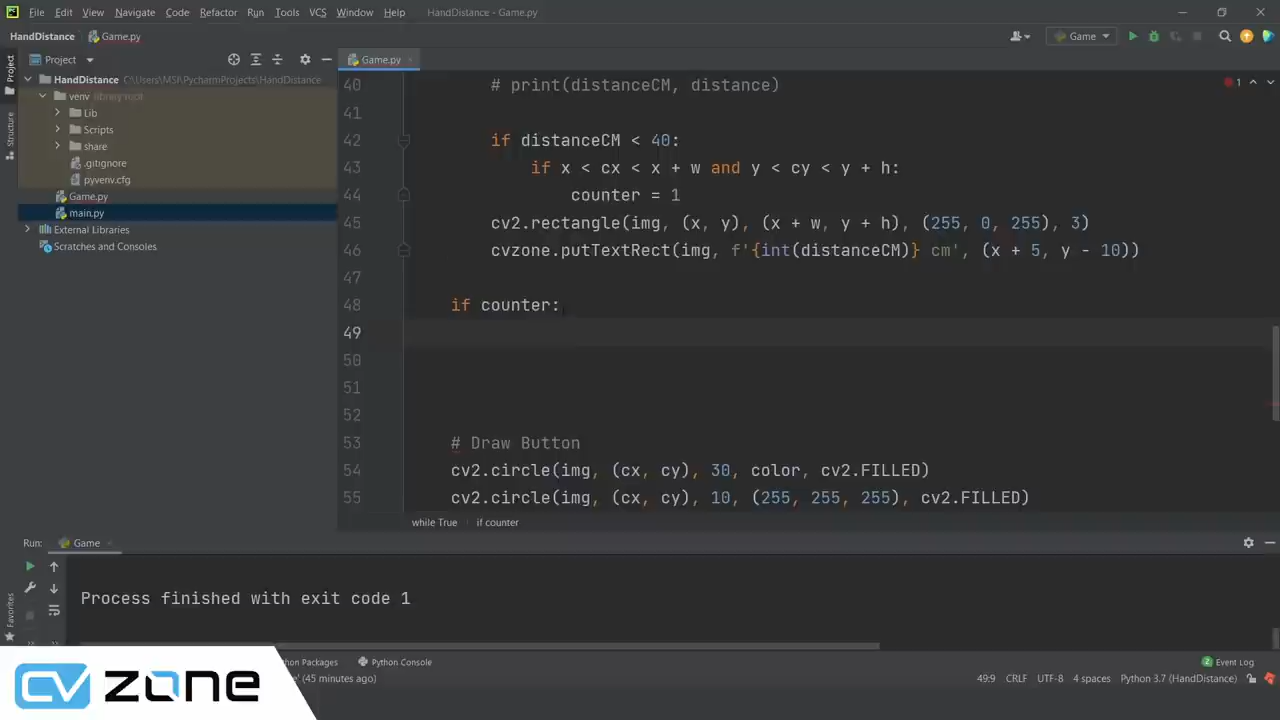 File Edit View Navigate Code Refactor Run Tools VCS Window Help HandDistance - Game.py
HandDistance Game.py Game
Project Game.py
HandDistance C:\Users\MSI\PycharmProjects\HandDistance
venv library root
Lib
Scripts
share
.gitignore
pyvenv.cfg
Game.py
main.py
External Libraries
Scratches and Consoles
Project
Structure
Favorites
1
40 # print(distanceCM, distance)
41
42 if distanceCM < 40:
43 if x < cx < x + w and y < cy < y + h:
44 counter = 1
45 cv2.rectangle(img, (x, y), (x + w, y + h), (255, 0, 255), 3)
46 cvzone.putTextRect(img, f'{int(distanceCM)} cm', (x + 5, y - 10))
47
48 if counter:
49
50
51
52
53 # Draw Button
54 cv2.circle(img, (cx, cy), 30, color, cv2.FILLED)
55 cv2.circle(img, (cx, cy), 10, (255, 255, 255), cv2.FILLED)
while True if counter
Run: Game
Process finished with exit code 1
Packages Python Console 2 Event Log
(45 minutes ago) 49:9 CRLF UTF-8 4 spaces Python 3.7 (HandDistance)
CV ZONE